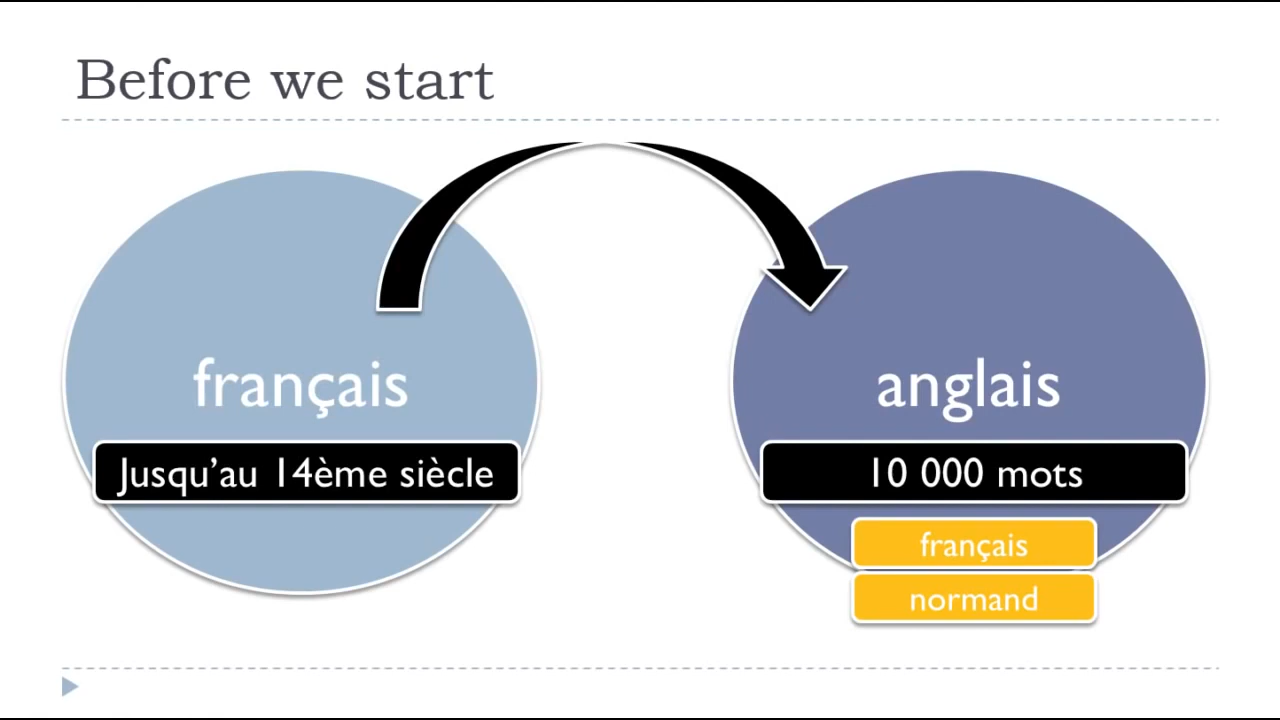 Before we start
français
Jusqu'au 14ème siècle
anglais
10 000 mots
français
normand